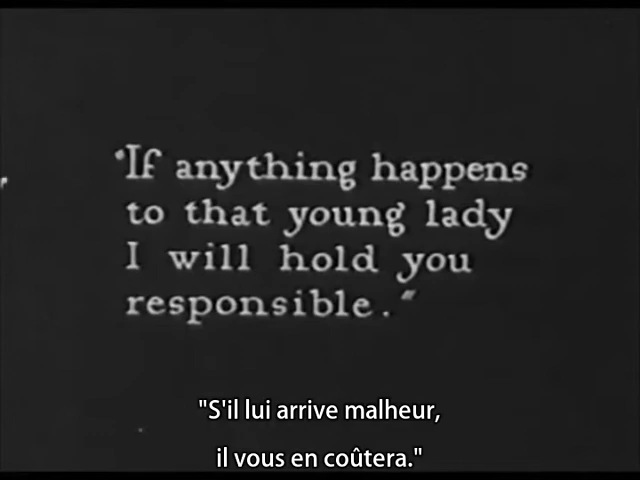 "If anything happens
to that young lady
I will hold you
responsible."
"S'il lui arrive malheur,
il vous en coûtera."